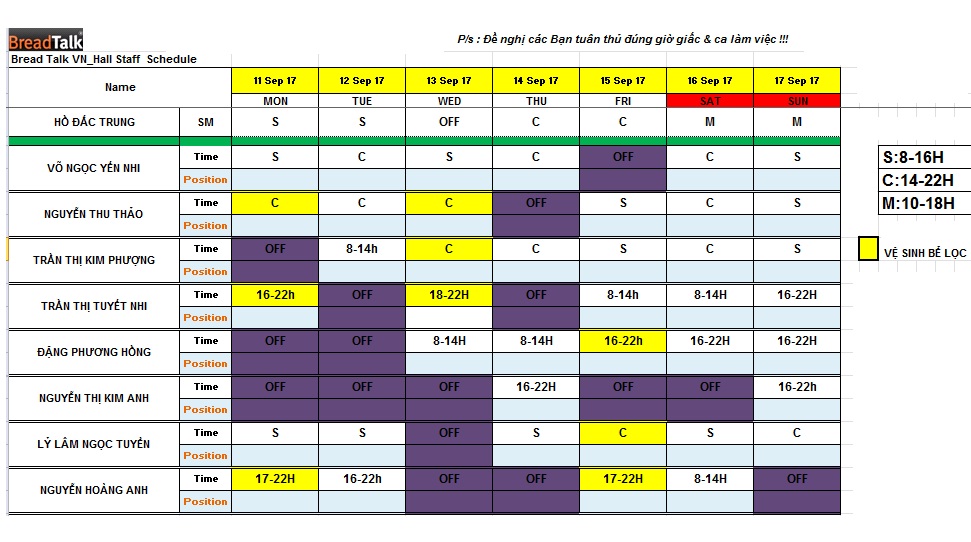 BreadTalk
P/s : Đề nghị các Bạn tuân thủ đúng giờ giấc & ca làm việc !!!
Bread Talk VN_Hall Staff Schedule
Name 11 Sep 17 12 Sep 17 13 Sep 17 14 Sep 17 15 Sep 17 16 Sep 17 17 Sep 17
MON TUE WED THU FRI SAT SUN
HỒ ĐẮC TRUNG SM S S OFF C C M M
VÕ NGỌC YẾN NHI Time S C S C OFF C S
Position
NGUYỄN THU THẢO Time C C C OFF S C S
Position
TRẦN THỊ KIM PHƯỢNG Time OFF 8-14h C C S C S
Position
TRẦN THỊ TUYẾT NHI Time 16-22h OFF 18-22H OFF 8-14h 8-14H 16-22H
Position
ĐẶNG PHƯƠNG HỒNG Time OFF OFF 8-14H 8-14H 16-22h 16-22H 16-22H
Position
NGUYỄN THỊ KIM ANH Time OFF OFF OFF 16-22H OFF OFF 16-22h
Position
LÝ LÂM NGỌC TUYỀN Time S S OFF S C S C
Position
NGUYỄN HOÀNG ANH Time 17-22H 16-22h OFF OFF 17-22H 8-14H OFF
Position
S:8-16H
C:14-22H
M:10-18H
VỆ SINH BỂ LỌC